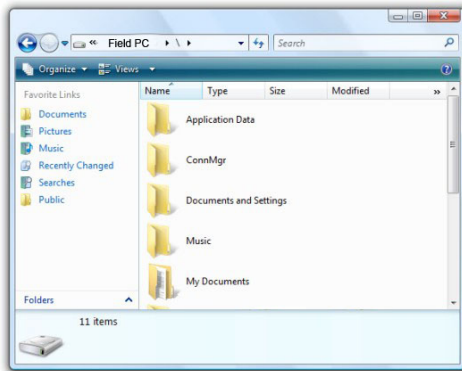 « Field PC ▸ \ ▸ Search
Organize Views
Favorite Links
Documents
Pictures
Music
Recently Changed
Searches
Public
Folders
Name Type Size Modified »
Application Data
ConnMgr
Documents and Settings
Music
My Documents
11 items